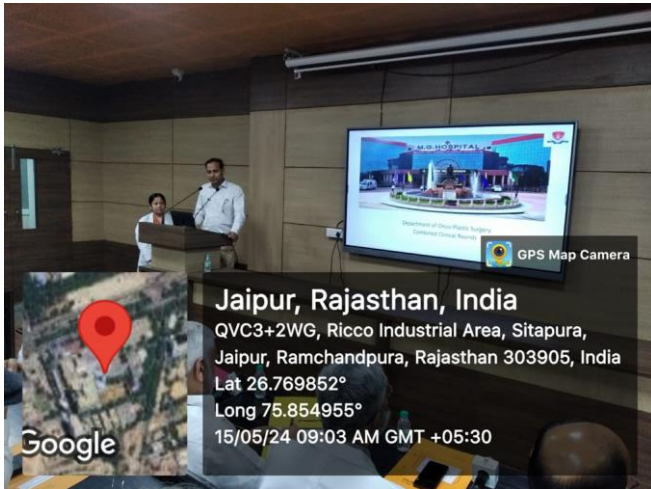 M.G.HOSPITAL
Department of Onco Plastic Surgery
Combined Clinical Rounds
GPS Map Camera
Jaipur, Rajasthan, India
QVC3+2WG, Ricco Industrial Area, Sitapura,
Jaipur, Ramchandpura, Rajasthan 303905, India
Lat 26.769852°
Long 75.854955°
15/05/24 09:03 AM GMT +05:30
Google